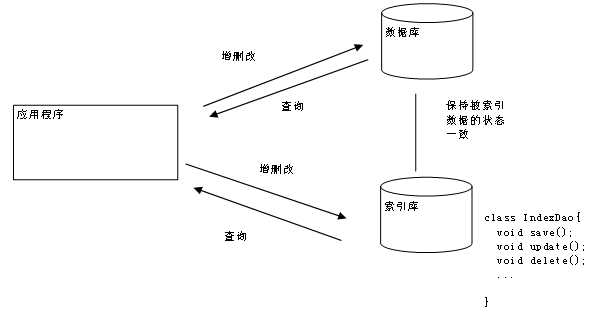 数据库
增删改
查询
应用程序
保持被索引
数据的状态
一致
增删改
索引库
查询
class IndexDao{
void save();
void update();
void delete();
...
}